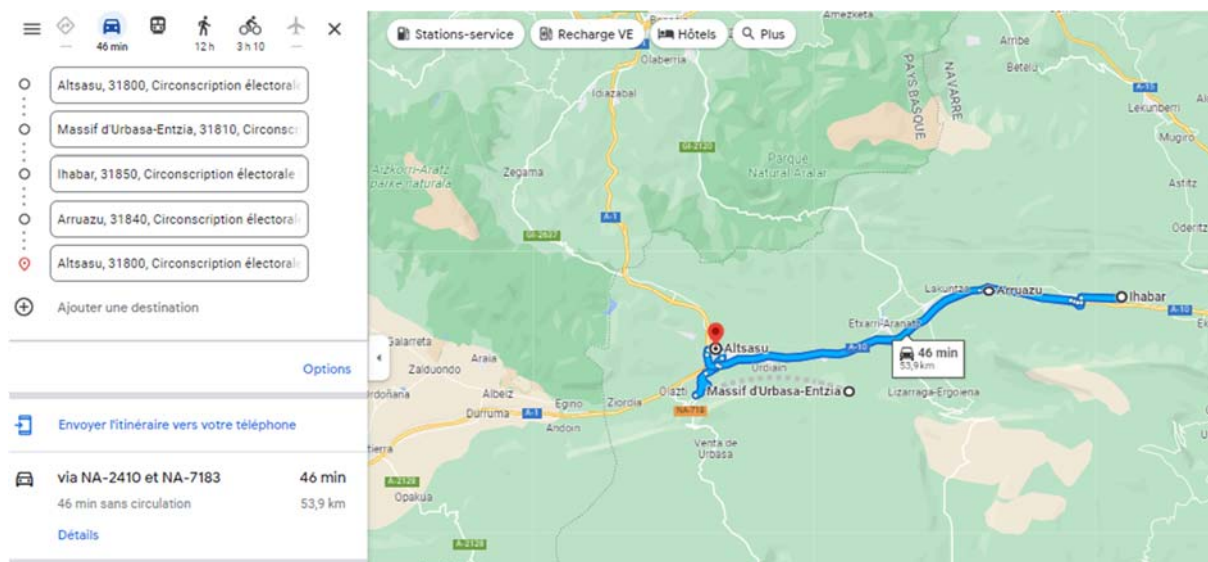 46 min
12 h
3 h 10
Altsasu, 31800, Circonscription électorale
Massif d'Urbasa-Entzia, 31810, Circonscr
Ihabar, 31850, Circonscription électorale
Arruazu, 31840, Circonscription électorale
Altsasu, 31800, Circonscription électorale
Ajouter une destination
Options
Envoyer l'itinéraire vers votre téléphone
via NA-2410 et NA-7183
46 min
46 min sans circulation
53,9 km
Détails
Stations-service
Recharge VE
Hôtels
Plus
Amezketa
Olaberria
Idiazabal
Arribe
Betelu
PAYS BASQUE
NAVARRE
A-15
Lekunberri
Mugiro
GI-2120
Aizkorri-Aratz
parke naturala
Zegama
Parque
Natural Aralar
Astitz
A-1
Oderitz
GI-2637
Lakuntza
Arruazu
Ihabar
A-10
Etxarri-Aranatz
Galarreta
Altsasu
A-10
46 min
53,9 km
Araia
Zalduondo
Urdiain
Olazti
Massif d'Urbasa-Entzia
Lizarraga-Ergoiena
Ordoñana
Albeiz
Egino
Ziordia
NA-718
Durruma
A-1
Andoin
Venta de
Urbasa
A-2128
Opakua
A-2128